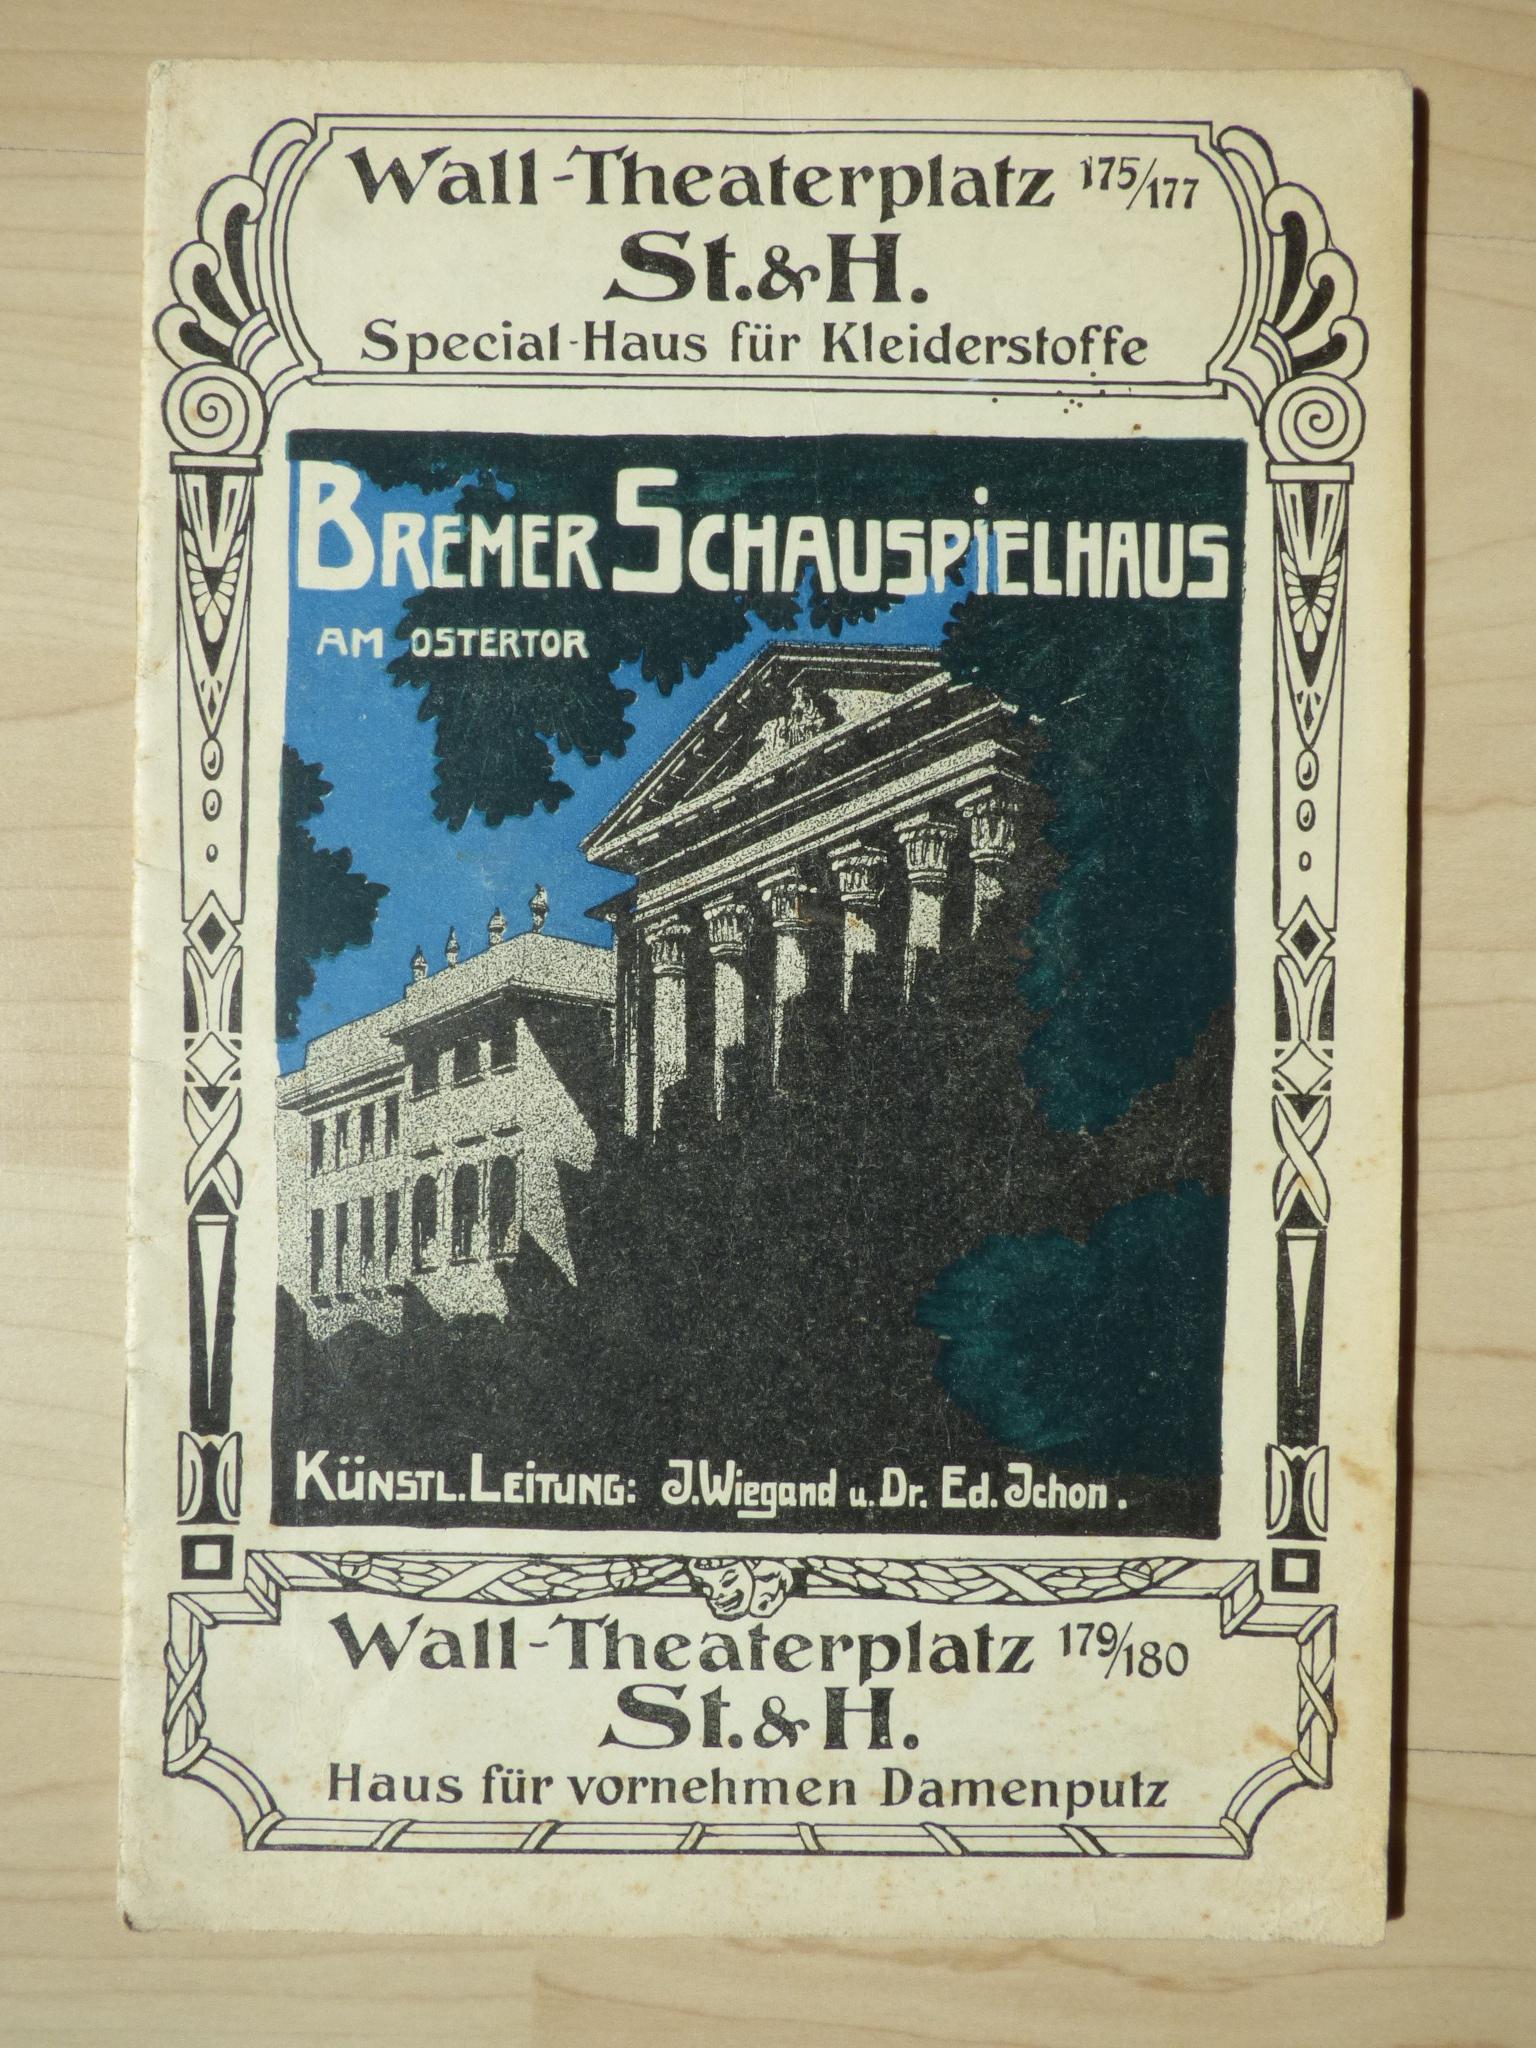 Wall-Theaterplatz 175/177
St. & H.
Special-Haus für Kleiderstoffe
BREMER SCHAUSPiELHAUS
AM OSTERTOR
KÜNSTL. LEiTUNG: J. Wiegand u. Dr. Ed. Jchon.
Wall-Theaterplatz 179/180
St. & H.
Haus für vornehmen Damenputz